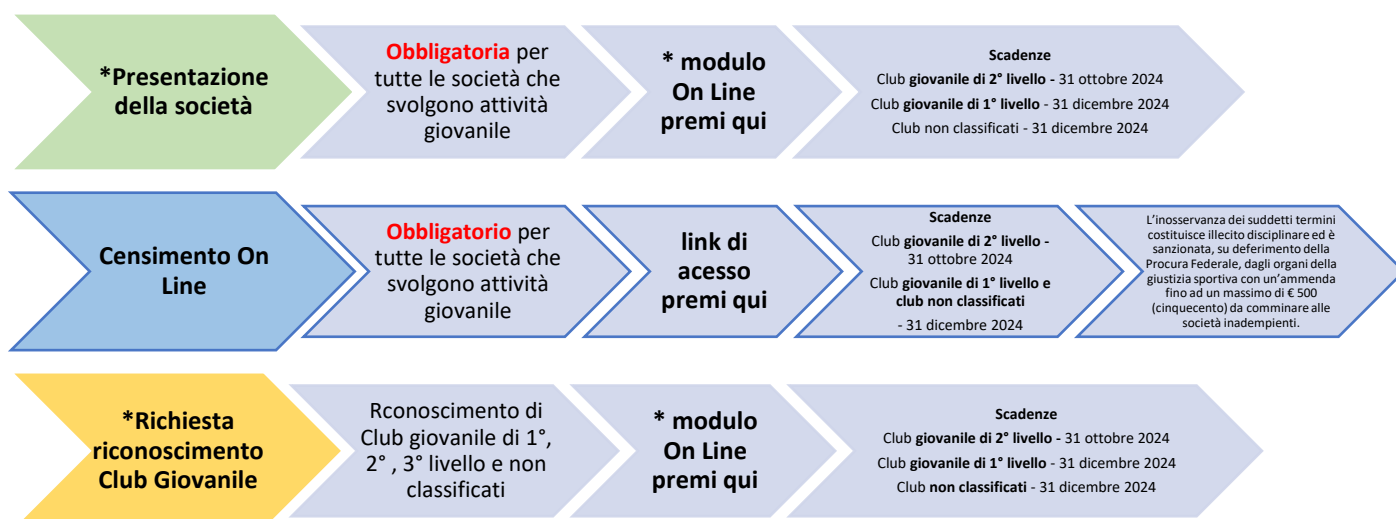 *Presentazione
della società
Obbligatoria per
tutte le società che
svolgono attività
giovanile
* modulo
On Line
premi qui
Scadenze
Club giovanile di 2° livello - 31 ottobre 2024
Club giovanile di 1° livello - 31 dicembre 2024
Club non classificati - 31 dicembre 2024
Censimento On
Line
Obbligatorio per
tutte le società che
svolgono attività
giovanile
link di
acesso
premi qui
Scadenze
Club giovanile di 2° livello -
31 ottobre 2024
Club giovanile di 1° livello e
club non classificati
- 31 dicembre 2024
L'inosservanza dei suddetti termini
costituisce illecito disciplinare ed è
sanzionata, su deferimento della
Procura Federale, dagli organi della
giustizia sportiva con un'ammenda
fino ad un massimo di € 500
(cinquecento) da comminare alle
società inadempienti.
*Richiesta
riconoscimento
Club Giovanile
Rconoscimento di
Club giovanile di 1°,
2° , 3° livello e non
classificati
* modulo
On Line
premi qui
Scadenze
Club giovanile di 2° livello - 31 ottobre 2024
Club giovanile di 1° livello - 31 dicembre 2024
Club non classificati - 31 dicembre 2024